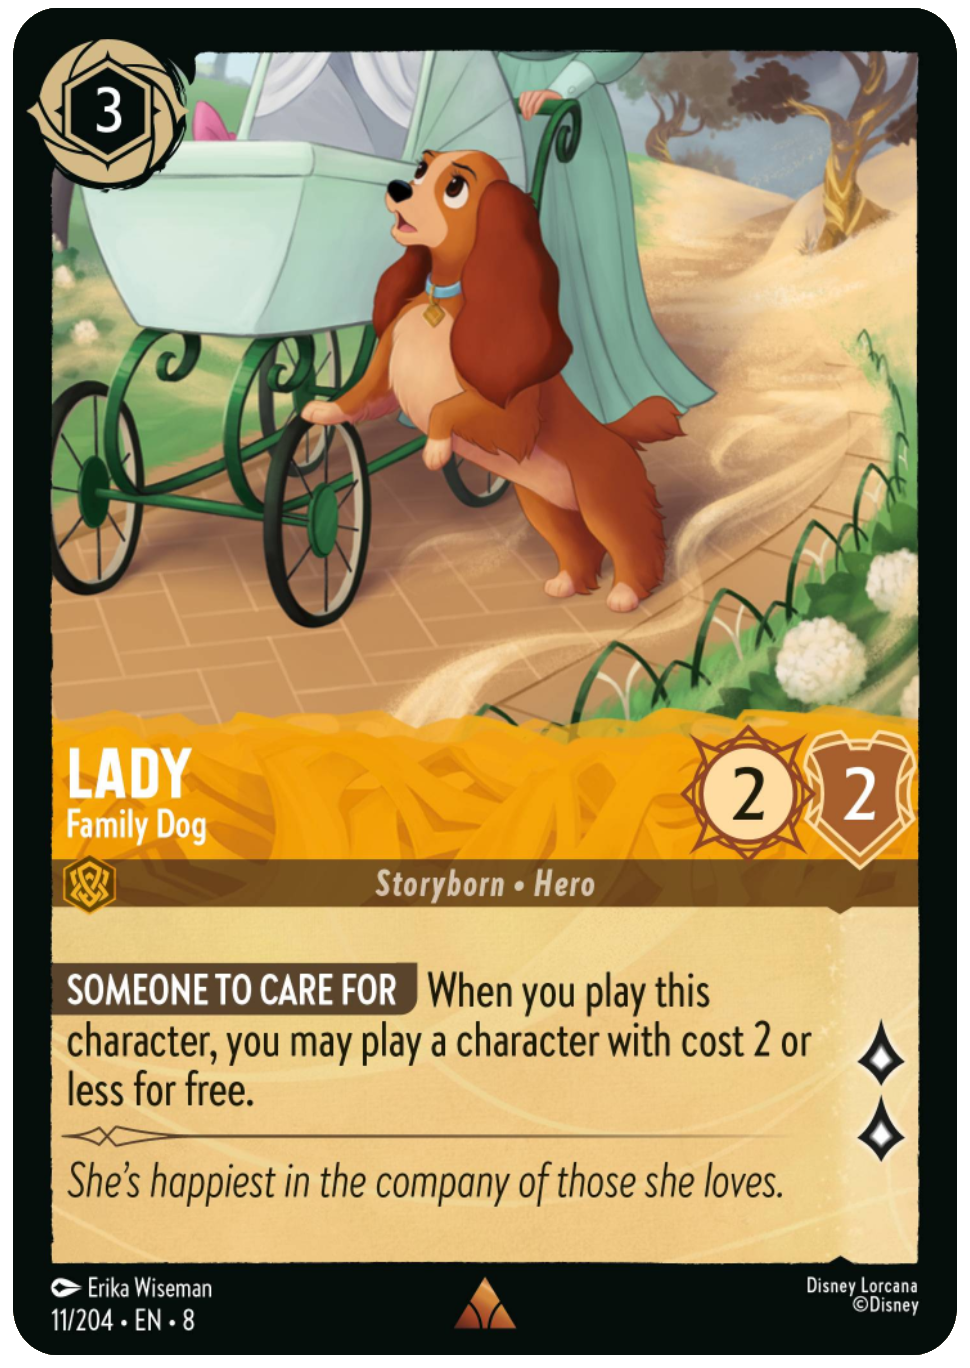 3
LADY
Family Dog
2 2
Storyborn • Hero
SOMEONE TO CARE FOR When you play this
character, you may play a character with cost 2 or
less for free.
She's happiest in the company of those she loves.
Erika Wiseman
11/204 • EN • 8
Disney Lorcana
©Disney